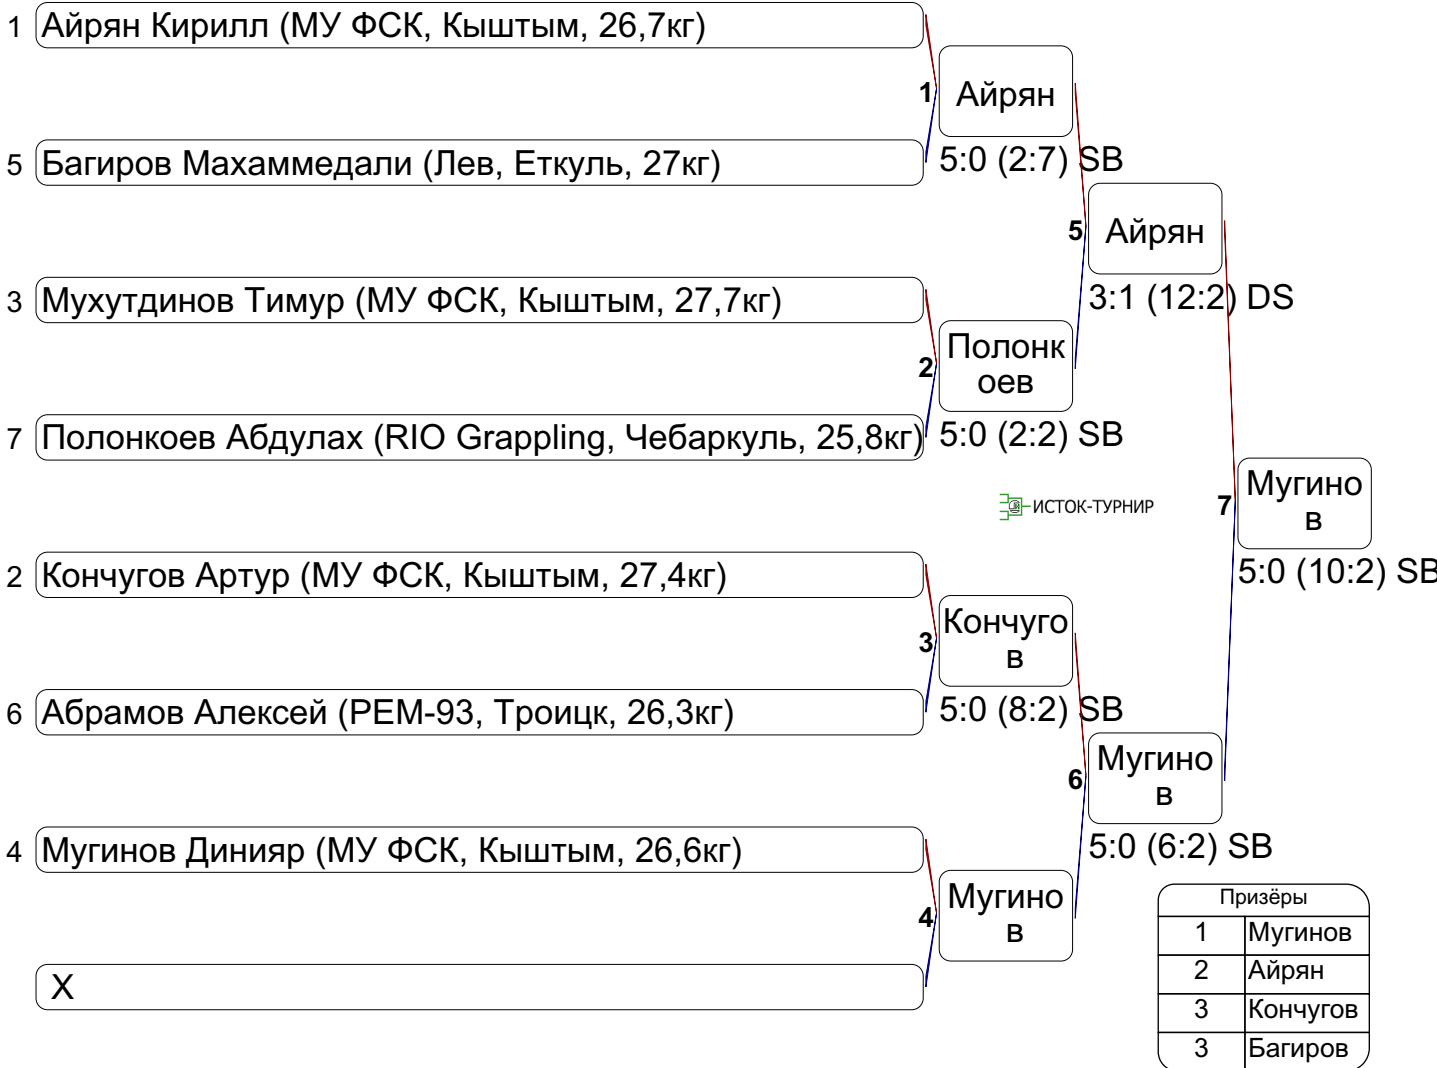 1 Айрян Кирилл (МУ ФСК, Кыштым, 26,7кг)
1 Айрян
5 Багиров Махаммедали (Лев, Еткуль, 27кг)
5:0 (2:7) SB
5 Айрян
3 Мухутдинов Тимур (МУ ФСК, Кыштым, 27,7кг)
3:1 (12:2) DS
2 Полонк
оев
7 Полонкоев Абдулах (RIO Grappling, Чебаркуль, 25,8кг)
5:0 (2:2) SB
ИСТОК-ТУРНИР
7 Мугино
в
5:0 (10:2) SB
2 Кончугов Артур (МУ ФСК, Кыштым, 27,4кг)
3 Кончуго
в
6 Абрамов Алексей (РЕМ-93, Троицк, 26,3кг)
5:0 (8:2) SB
6 Мугино
в
5:0 (6:2) SB
4 Мугинов Динияр (МУ ФСК, Кыштым, 26,6кг)
4 Мугино
в
X
Призёры
1 Мугинов
2 Айрян
3 Кончугов
3 Багиров